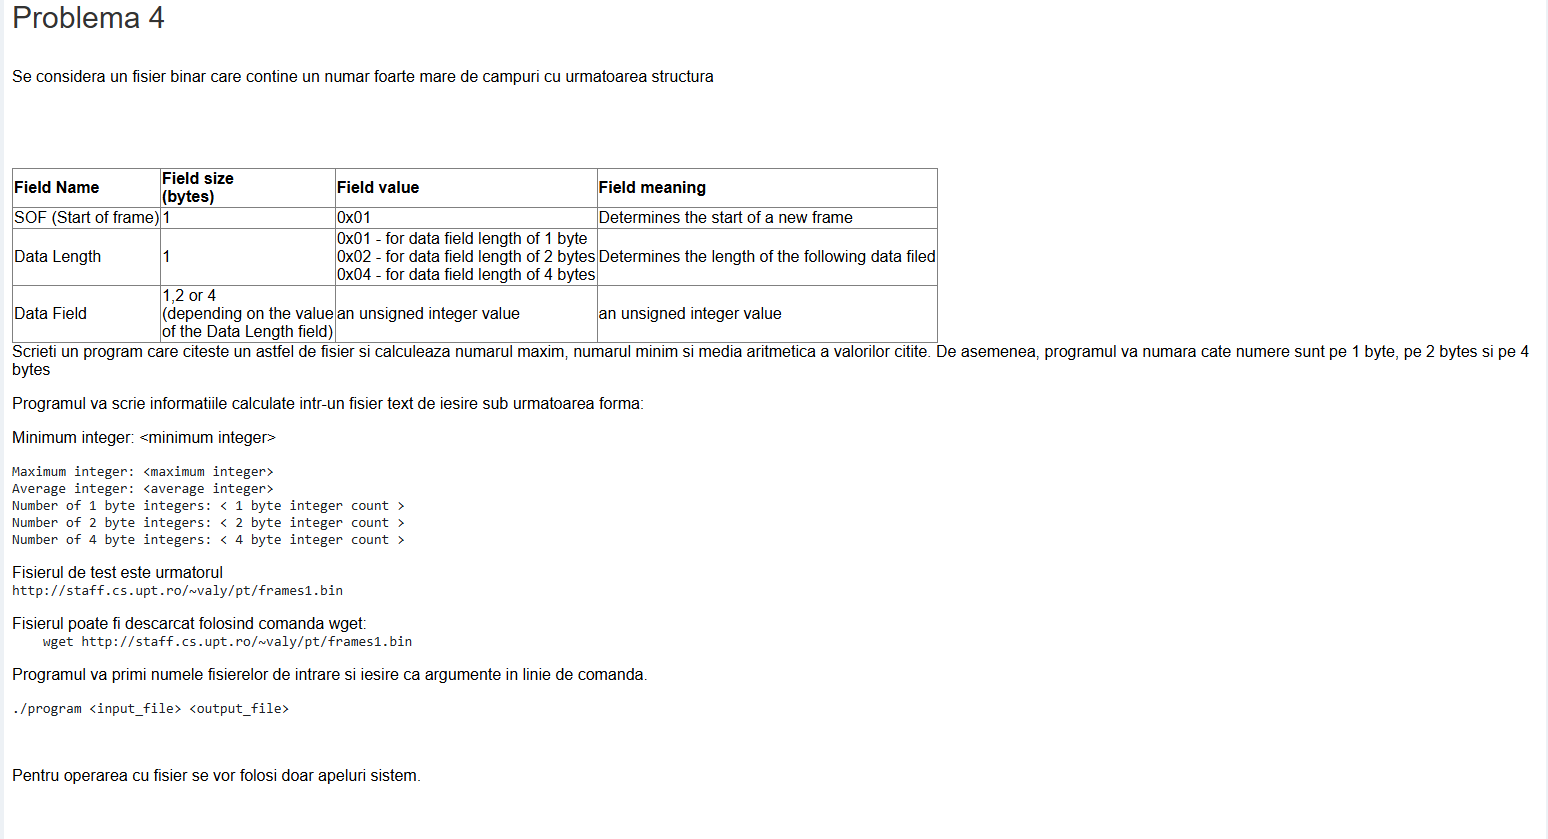 Problema 4
Se considera un fisier binar care contine un numar foarte mare de campuri cu urmatoarea structura
Field Name
Field size
(bytes)
Field value
Field meaning
SOF (Start of frame)
1
0x01
Determines the start of a new frame
Data Length
1
0x01 - for data field length of 1 byte
0x02 - for data field length of 2 bytes
0x04 - for data field length of 4 bytes
Determines the length of the following data filed
Data Field
1,2 or 4
(depending on the value
of the Data Length field)
an unsigned integer value
an unsigned integer value
Scrieti un program care citeste un astfel de fisier si calculeaza numarul maxim, numarul minim si media aritmetica a valorilor citite. De asemenea, programul va numara cate numere sunt pe 1 byte, pe 2 bytes si pe 4
bytes
Programul va scrie informatiile calculate intr-un fisier text de iesire sub urmatoarea forma:
Minimum integer: <minimum integer>
Maximum integer: <maximum integer>
Average integer: <average integer>
Number of 1 byte integers: < 1 byte integer count >
Number of 2 byte integers: < 2 byte integer count >
Number of 4 byte integers: < 4 byte integer count >
Fisierul de test este urmatorul
http://staff.cs.upt.ro/~valy/pt/frames1.bin
Fisierul poate fi descarcat folosind comanda wget:
wget http://staff.cs.upt.ro/~valy/pt/frames1.bin
Programul va primi numele fisierelor de intrare si iesire ca argumente in linie de comanda.
./program <input_file> <output_file>
Pentru operarea cu fisier se vor folosi doar apeluri sistem.